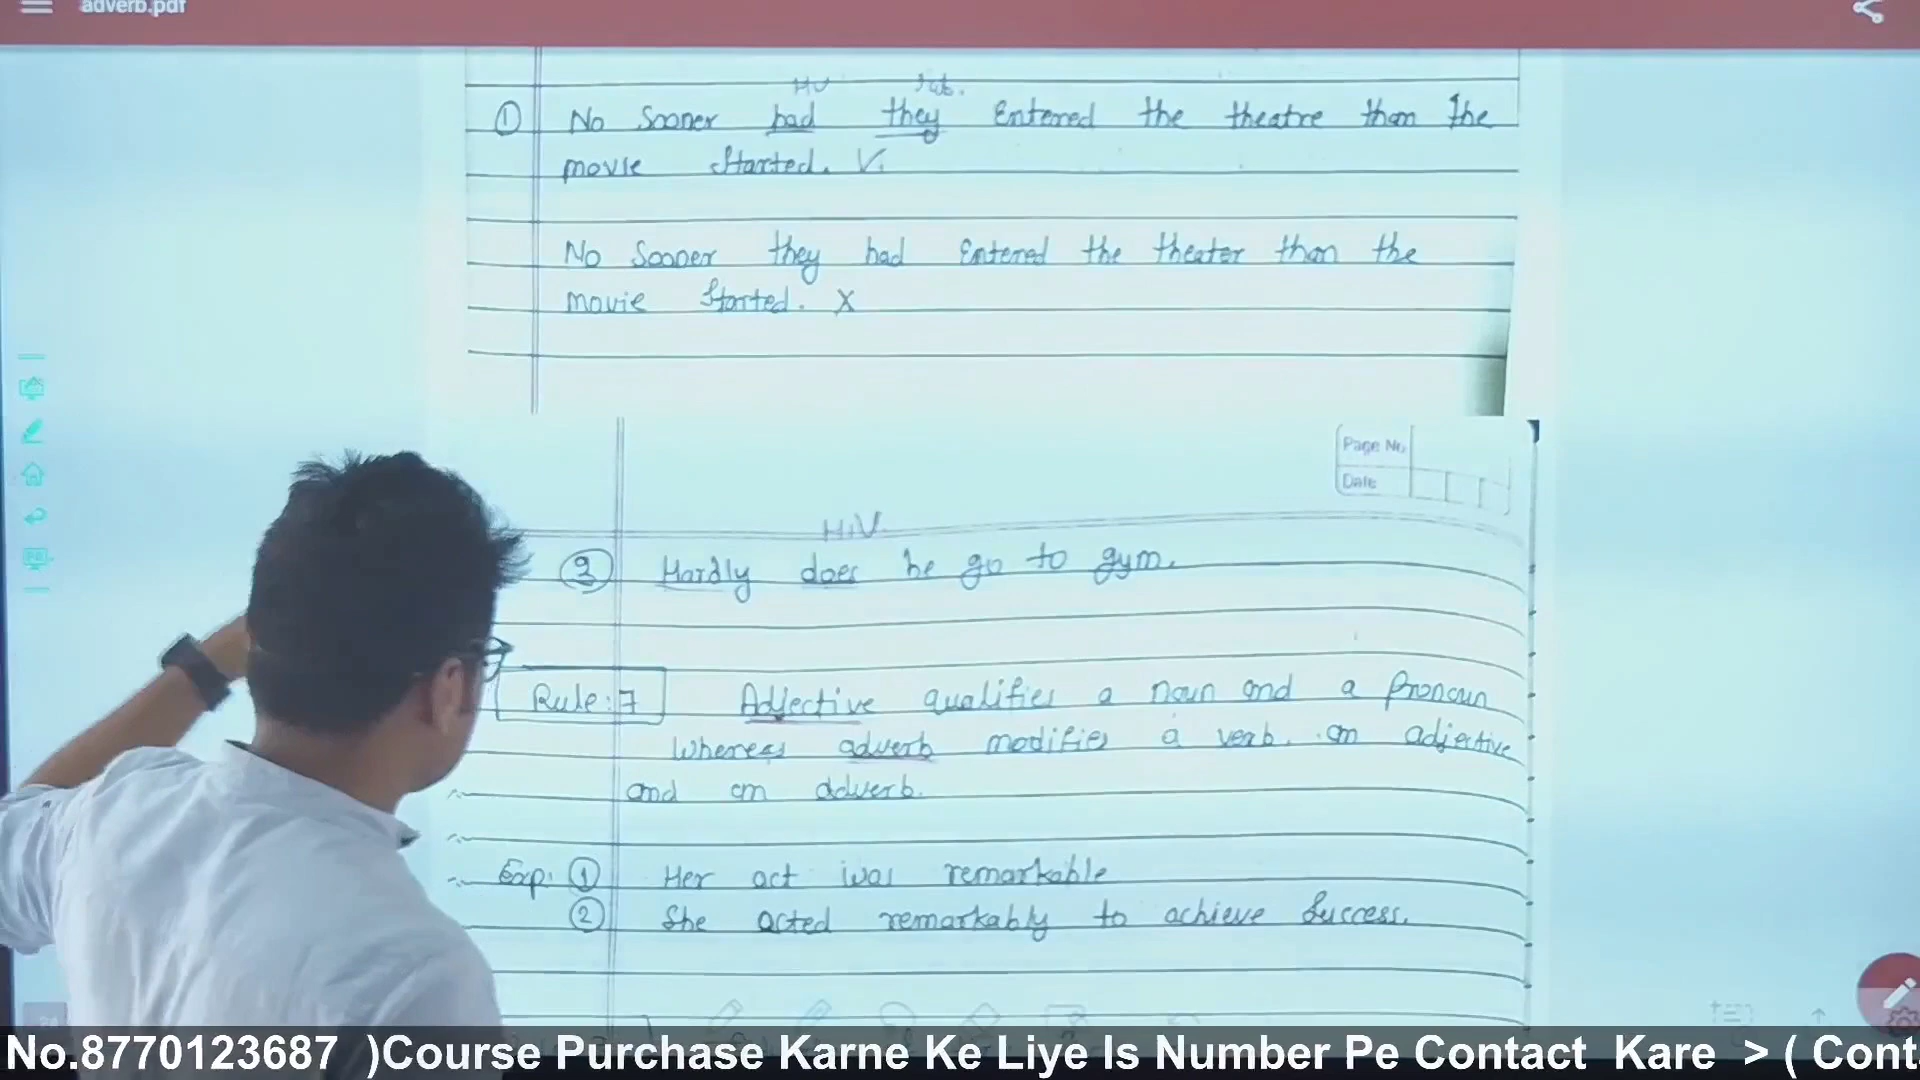 adverb.pdf
HV Sub.
① No Sooner had they Entered the theatre than the
movie Started. ✓.
No Sooner they had Entered the theater than the
movie Started. X
Page No
Date
H.V.
③ Hardly does he go to gym.
Rule: 7 Adjective qualifies a noun and a pronoun
Whereas adverb modifies a verb. an adjective
and an adverb.
Exp: ① Her act was remarkable
② She acted remarkably to achieve Success.
No.8770123687 )Course Purchase Karne Ke Liye Is Number Pe Contact Kare > ( Cont